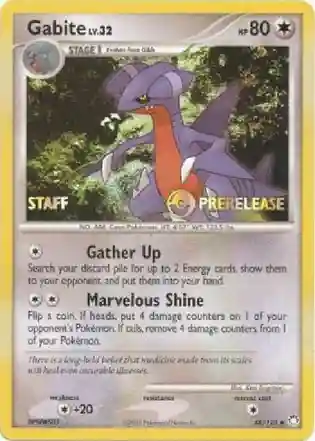 Gabite LV.32 HP 80
STAGE 1 Evolves from Gible
STAFF PRERELEASE
Gather Up
Search your discard pile for up to 2 Energy cards, show them
to your opponent, and put them into your hand.
Marvelous Shine
Flip a coin. If heads, put 4 damage counters on 1 of your
opponent's Pokémon. If tails, remove 4 damage counters from 1
of your Pokémon.
There is a long-held belief that medicine made from its scales
will heal even incurable illnesses.
weakness resistance retreat cost
+20